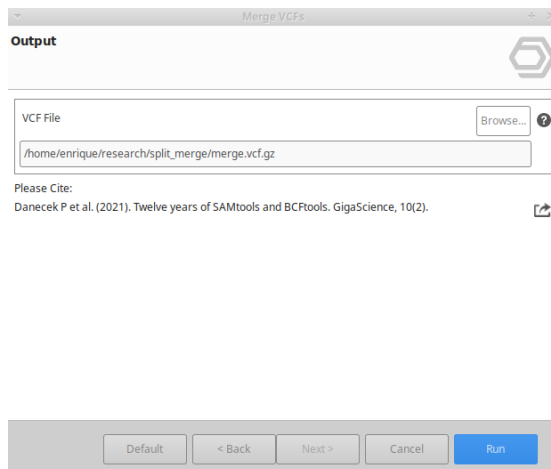 Merge VCFs
Output
VCF File
Browse...
?
/home/enrique/research/split_merge/merge.vcf.gz
Please Cite:
Danecek P et al. (2021). Twelve years of SAMtools and BCFtools. GigaScience, 10(2).
Default < Back Next > Cancel Run